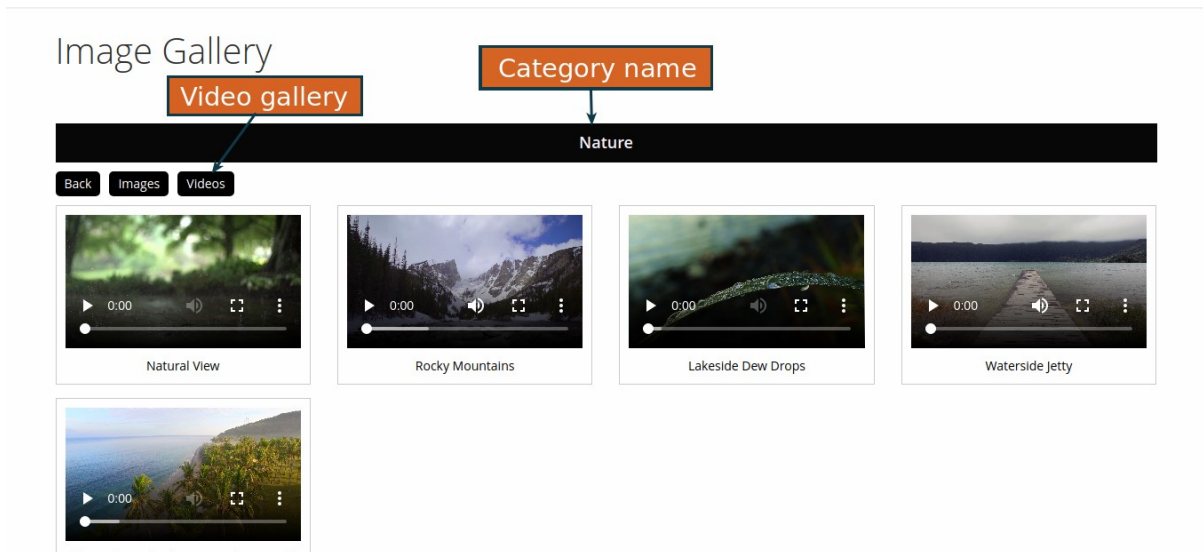 Image Gallery
Category name
Video gallery
Nature
Back Images Videos
0:00 0:00 0:00 0:00
Natural View Rocky Mountains Lakeside Dew Drops Waterside Jetty
0:00